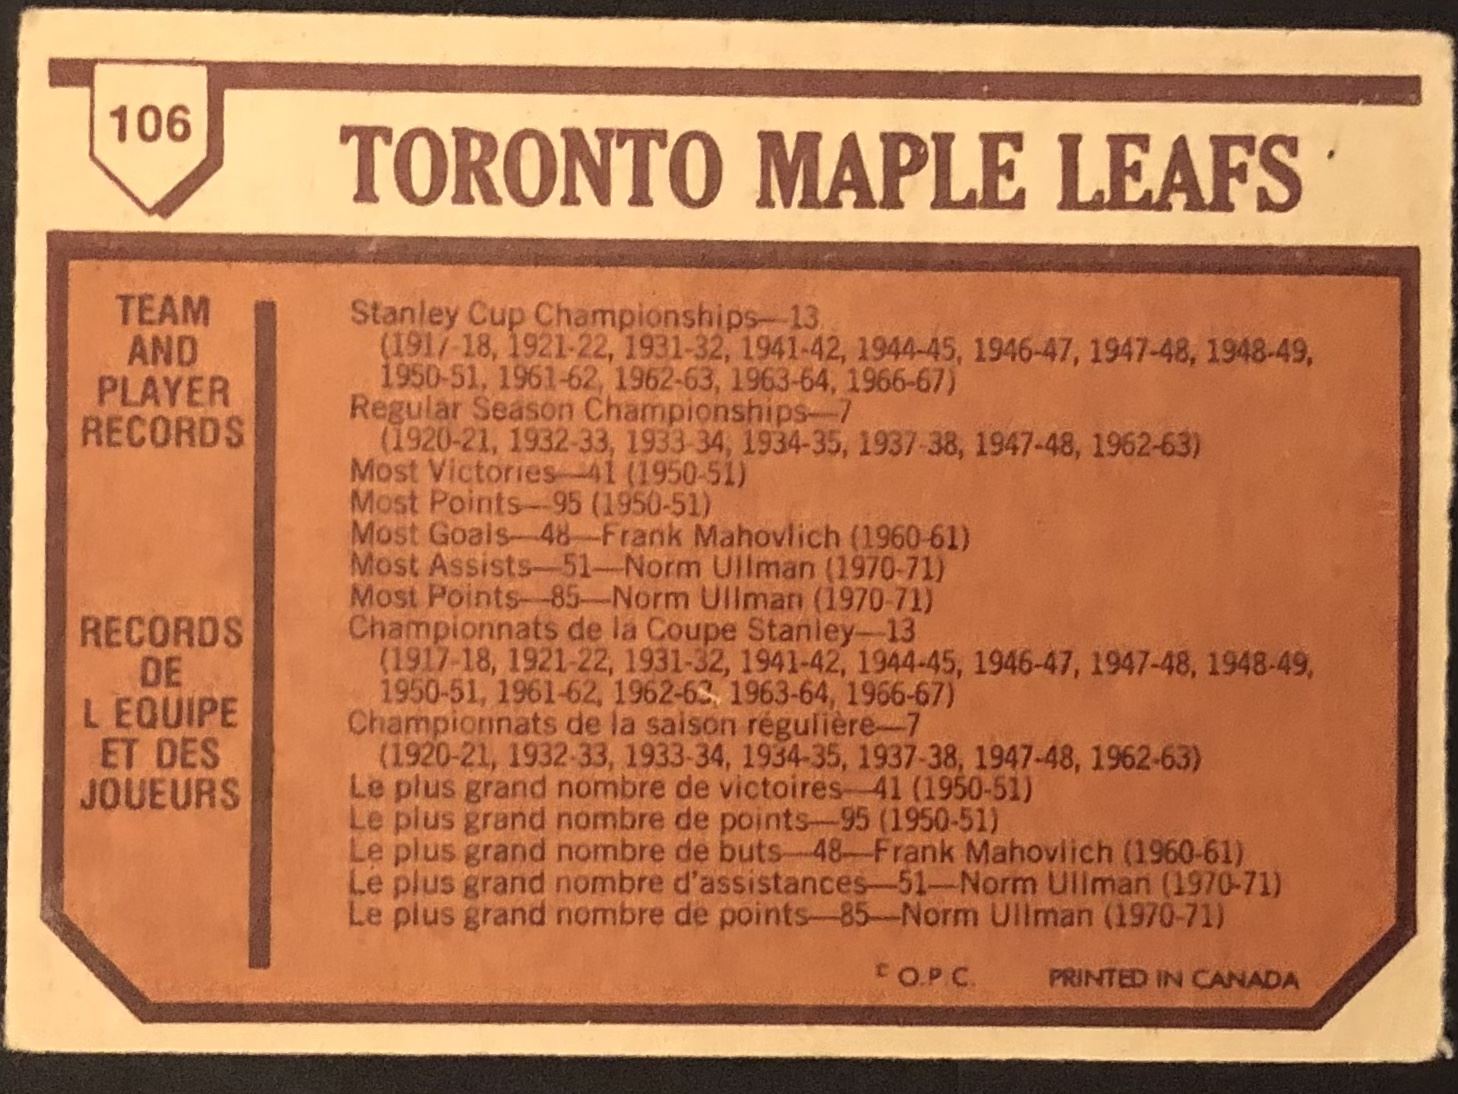 106
TORONTO MAPLE LEAFS
TEAM
AND
PLAYER
RECORDS
Stanley Cup Championships—13
(1917-18, 1921-22, 1931-32, 1941-42, 1944-45, 1946-47, 1947-48, 1948-49,
1950-51, 1961-62, 1962-63, 1963-64, 1966-67)
Regular Season Championships—7
(1920-21, 1932-33, 1933-34, 1934-35, 1937-38, 1947-48, 1962-63)
Most Victories—41 (1950-51)
Most Points—95 (1950-51)
Most Goals—48—Frank Mahovlich (1960-61)
Most Assists—51—Norm Ullman (1970-71)
Most Points—85—Norm Ullman (1970-71)
RECORDS
DE
L EQUIPE
ET DES
JOUEURS
Championnats de la Coupe Stanley—13
(1917-18, 1921-22, 1931-32, 1941-42, 1944-45, 1946-47, 1947-48, 1948-49,
1950-51, 1961-62, 1962-63, 1963-64, 1966-67)
Championnats de la saison régulière—7
(1920-21, 1932-33, 1933-34, 1934-35, 1937-38, 1947-48, 1962-63)
Le plus grand nombre de victoires—41 (1950-51)
Le plus grand nombre de points—95 (1950-51)
Le plus grand nombre de buts—48—Frank Mahovlich (1960-61)
Le plus grand nombre d'assistances—51—Norm Ullman (1970-71)
Le plus grand nombre de points—85—Norm Ullman (1970-71)
© O.P.C. PRINTED IN CANADA